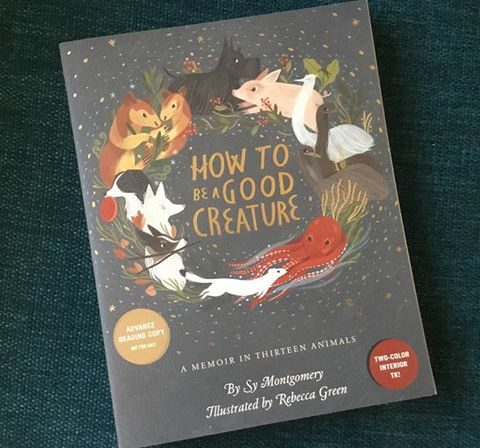 HOW TO
BE A GOOD
CREATURE
ADVANCE
READING COPY
NOT FOR SALE
A MEMOIR IN THIRTEEN ANIMALS
TWO-COLOR
INTERIOR
TK!
By Sy Montgomery
Illustrated by Rebecca Green